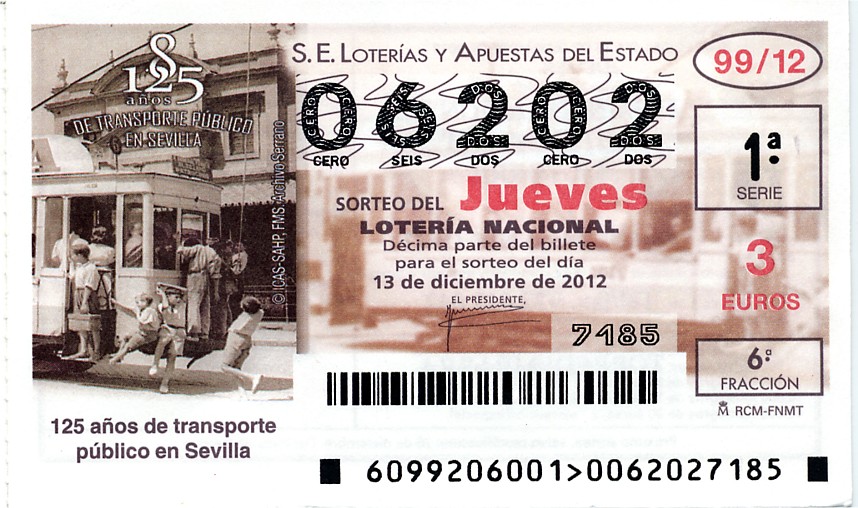 125
años
DE TRANSPORTE PÚBLICO
EN SEVILLA
© ICAS-SAHP, FMS. Archivo Serrano
125 años de transporte
público en Sevilla
S. E. LOTERÍAS Y APUESTAS DEL ESTADO
06202
CERO SEIS DOS CERO DOS
SORTEO DEL Jueves
LOTERÍA NACIONAL
Décima parte del billete
para el sorteo del día
13 de diciembre de 2012
EL PRESIDENTE,
7485
99/12
1ª
SERIE
3
EUROS
6ª
FRACCIÓN
RCM-FNMT
6099206001>0062027185